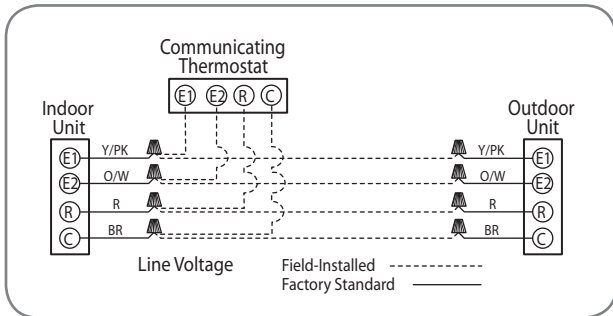 Communicating
Thermostat
E1 E2 R C
Indoor
Unit
Outdoor
Unit
E1 Y/PK Y/PK E1
E2 O/W O/W E2
R R R R
C BR BR C
Line Voltage
Field-Installed
Factory Standard